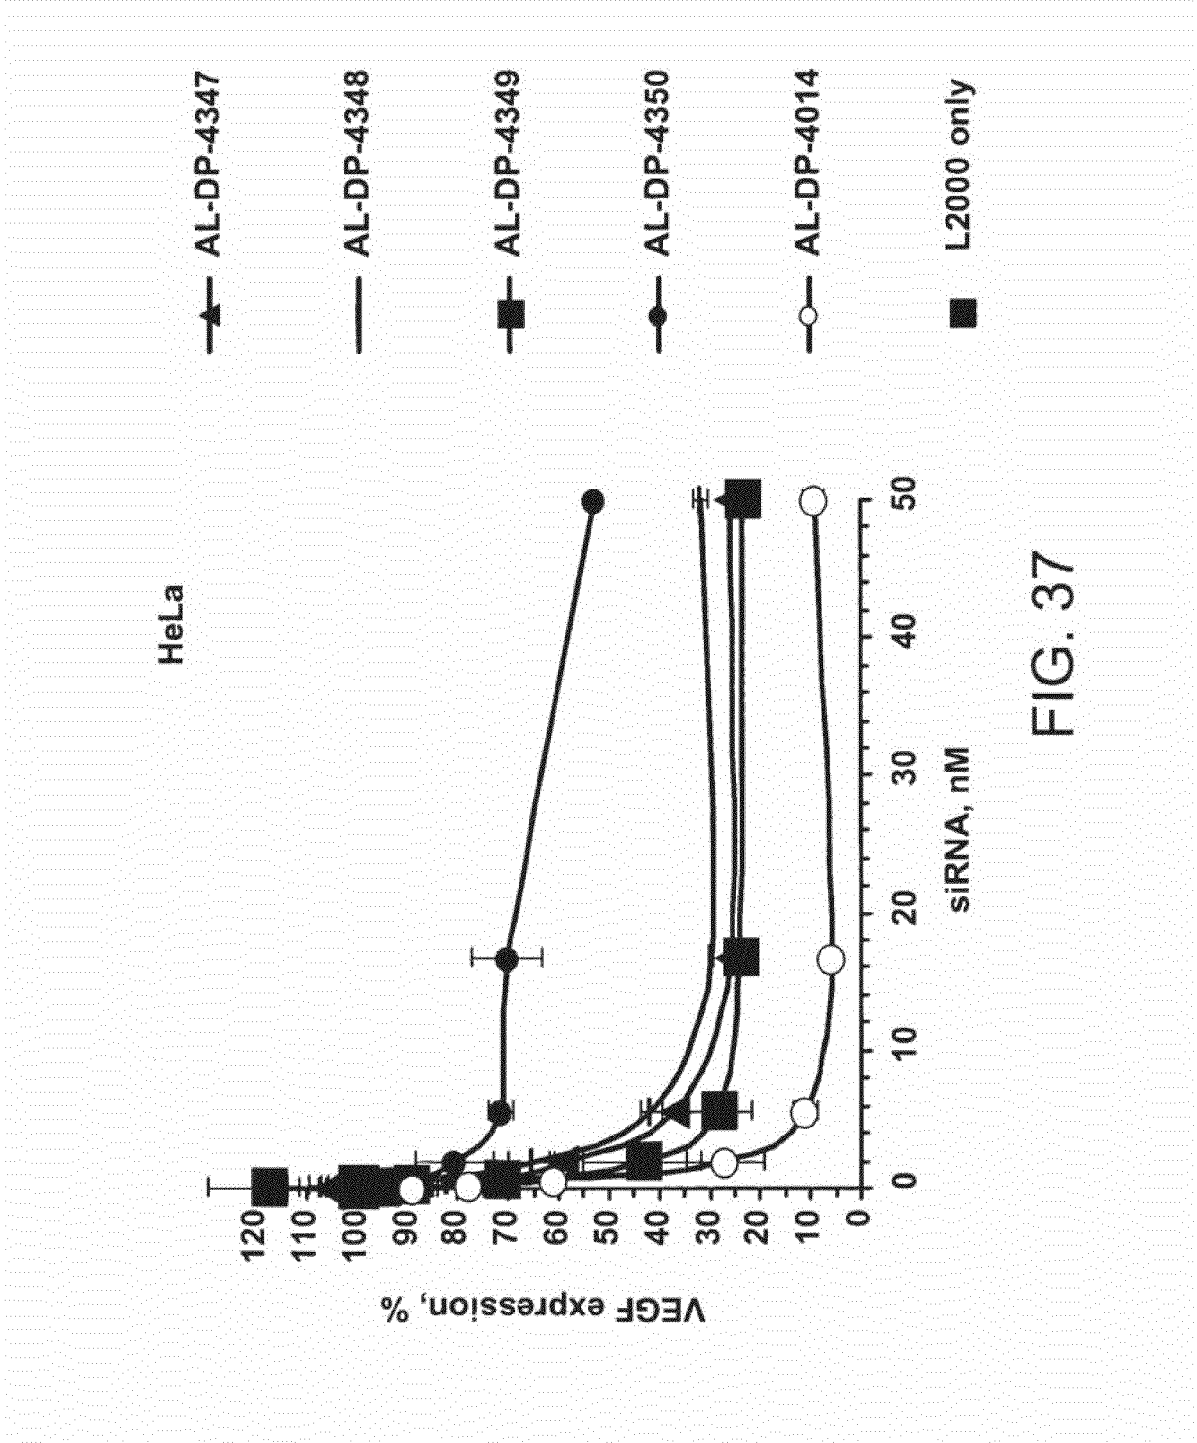 HeLa
VEGF expression, %
120
110
100
90
80
70
60
50
40
30
20
10
0
0
10
20
30
40
50
siRNA, nM
AL-DP-4347
AL-DP-4348
AL-DP-4349
AL-DP-4350
AL-DP-4014
L2000 only
FIG. 37